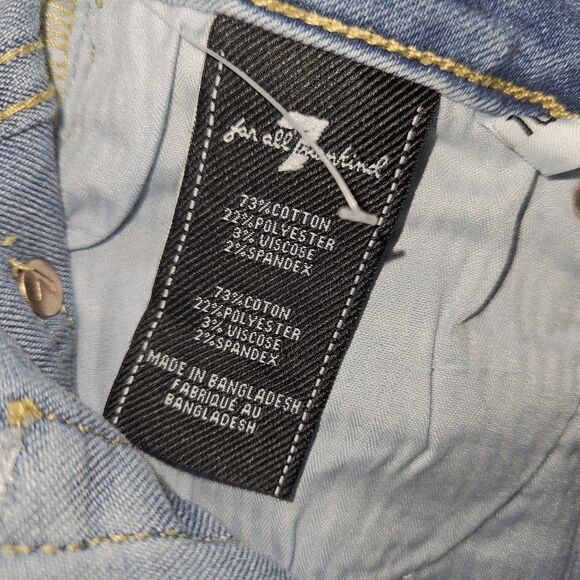 7
for all mankind
73%COTTON
22%POLYESTER
3% VISCOSE
2%SPANDEX
73%COTON
22%POLYESTER
3% VISCOSE
2%SPANDEX
MADE IN BANGLADESH
FABRIQUÉ AU
BANGLADESH